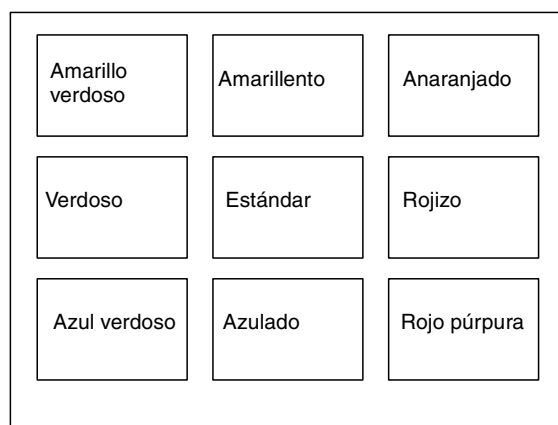 Amarillo
verdoso
Amarillento
Anaranjado
Verdoso
Estándar
Rojizo
Azul verdoso
Azulado
Rojo púrpura